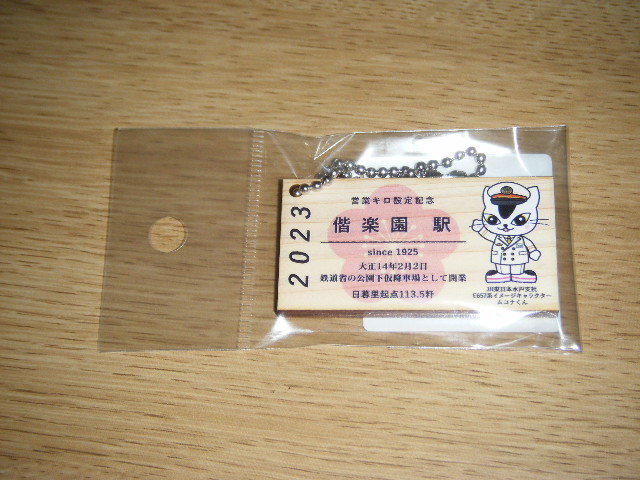 2023
営業キロ設定記念
偕楽園 駅
since 1925
大正14年2月2日
鉄道省の公園下仮降車場として開業
日暮里起点113.5粁
JR東日本水戸支社
E657系イメージキャラクター
ムコナくん